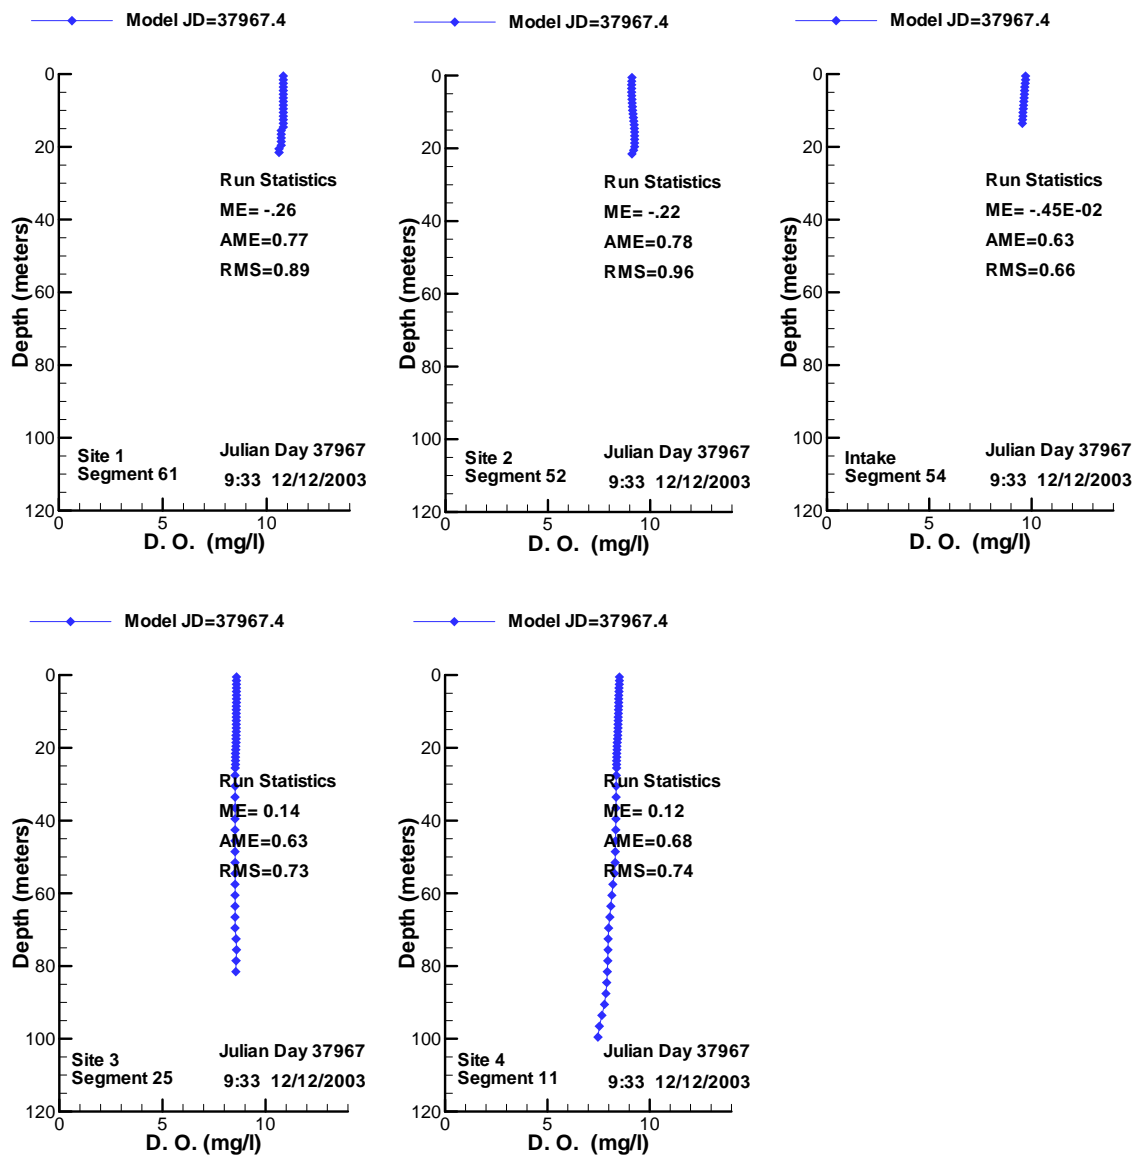 Model JD=37967.4
0
20
40
60
80
100
120
Depth (meters)
Run Statistics
ME= -.26
AME=0.77
RMS=0.89
Site 1
Segment 61
Julian Day 37967
9:33 12/12/2003
0 5 10
D. O. (mg/l)
Model JD=37967.4
0
20
40
60
80
100
120
Depth (meters)
Run Statistics
ME= -.22
AME=0.78
RMS=0.96
Site 2
Segment 52
Julian Day 37967
9:33 12/12/2003
0 5 10
D. O. (mg/l)
Model JD=37967.4
0
20
40
60
80
100
120
Depth (meters)
Run Statistics
ME= -.45E-02
AME=0.63
RMS=0.66
Intake
Segment 54
Julian Day 37967
9:33 12/12/2003
0 5 10
D. O. (mg/l)
Model JD=37967.4
0
20
40
60
80
100
120
Depth (meters)
Run Statistics
ME= 0.14
AME=0.63
RMS=0.73
Site 3
Segment 25
Julian Day 37967
9:33 12/12/2003
0 5 10
D. O. (mg/l)
Model JD=37967.4
0
20
40
60
80
100
120
Depth (meters)
Run Statistics
ME= 0.12
AME=0.68
RMS=0.74
Site 4
Segment 11
Julian Day 37967
9:33 12/12/2003
0 5 10
D. O. (mg/l)